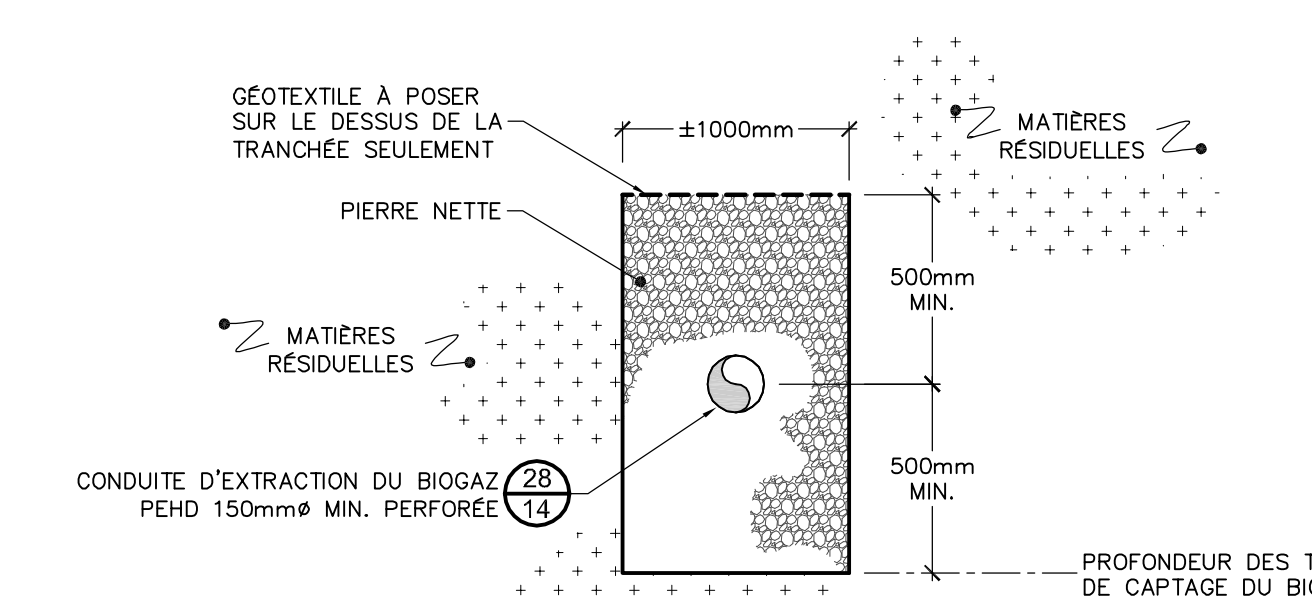 GÉOTEXTILE À POSER
SUR LE DESSUS DE LA
TRANCHÉE SEULEMENT
±1000mm
MATIÈRES
RÉSIDUELLES
PIERRE NETTE
500mm
MIN.
MATIÈRES
RÉSIDUELLES
CONDUITE D'EXTRACTION DU BIOGAZ
PEHD 150mmø MIN. PERFORÉE
28
14
500mm
MIN.
PROFONDEUR DES
DE CAPTAGE DU